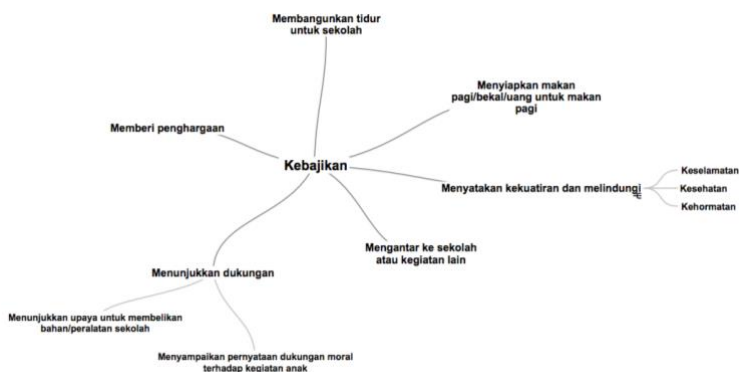 Membangunkan tidur
untuk sekolah
Menyiapkan makan
pagi/bekal/uang untuk makan
pagi
Memberi penghargaan
Kebajikan
Menyatakan kekuatiran dan melindungi
Keselamatan
Kesehatan
Kehormatan
Mengantar ke sekolah
atau kegiatan lain
Menunjukkan dukungan
Menunjukkan upaya untuk membelikan
bahan/peralatan sekolah
Menyampaikan pernyataan dukungan moral
terhadap kegiatan anak